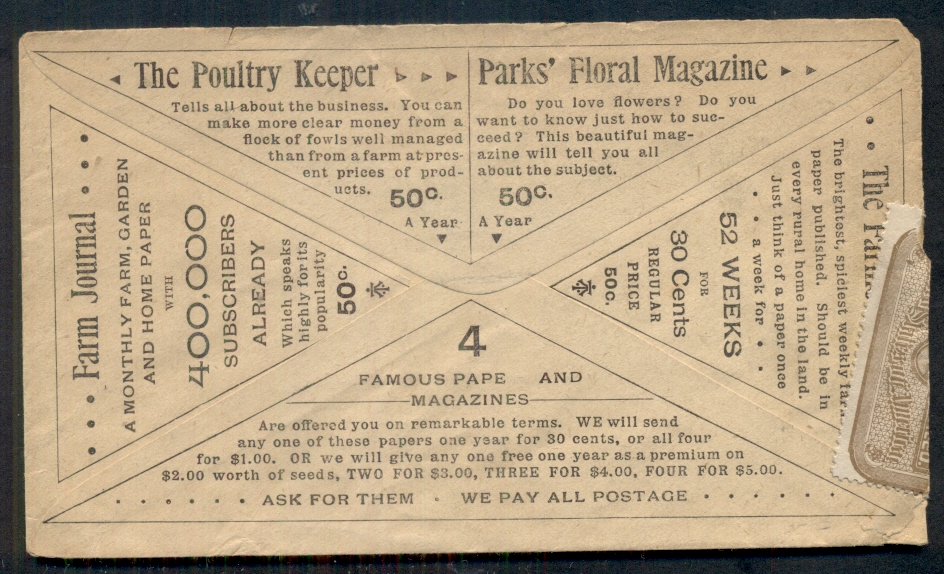 The Poultry Keeper
Tells all about the business. You can
make more clear money from a
flock of fowls well managed
than from a farm at pres-
ent prices of prod-
ucts. 50c.
A Year
Parks' Floral Magazine
Do you love flowers? Do you
want to know just how to suc-
ceed? This beautiful mag-
azine will tell you all
about the subject.
50c.
A Year
Farm Journal
A MONTHLY FARM, GARDEN
AND HOME PAPER
WITH
400,000
SUBSCRIBERS
ALREADY
Which speaks
highly for its
popularity
50c.
The
The brightest, spiciest weekly
paper published. Should be in
every rural home in the land.
Just think of a paper once
a week for
52 WEEKS
FOR
30 Cents
REGULAR
PRICE
50c.
4
FAMOUS PAPE AND
MAGAZINES
Are offered you on remarkable terms. WE will send
any one of these papers one year for 30 cents, or all four
for $1.00. OR we will give any one free one year as a premium on
$2.00 worth of seeds, TWO FOR $3.00, THREE FOR $4.00, FOUR FOR $5.00.
ASK FOR THEM · WE PAY ALL POSTAGE